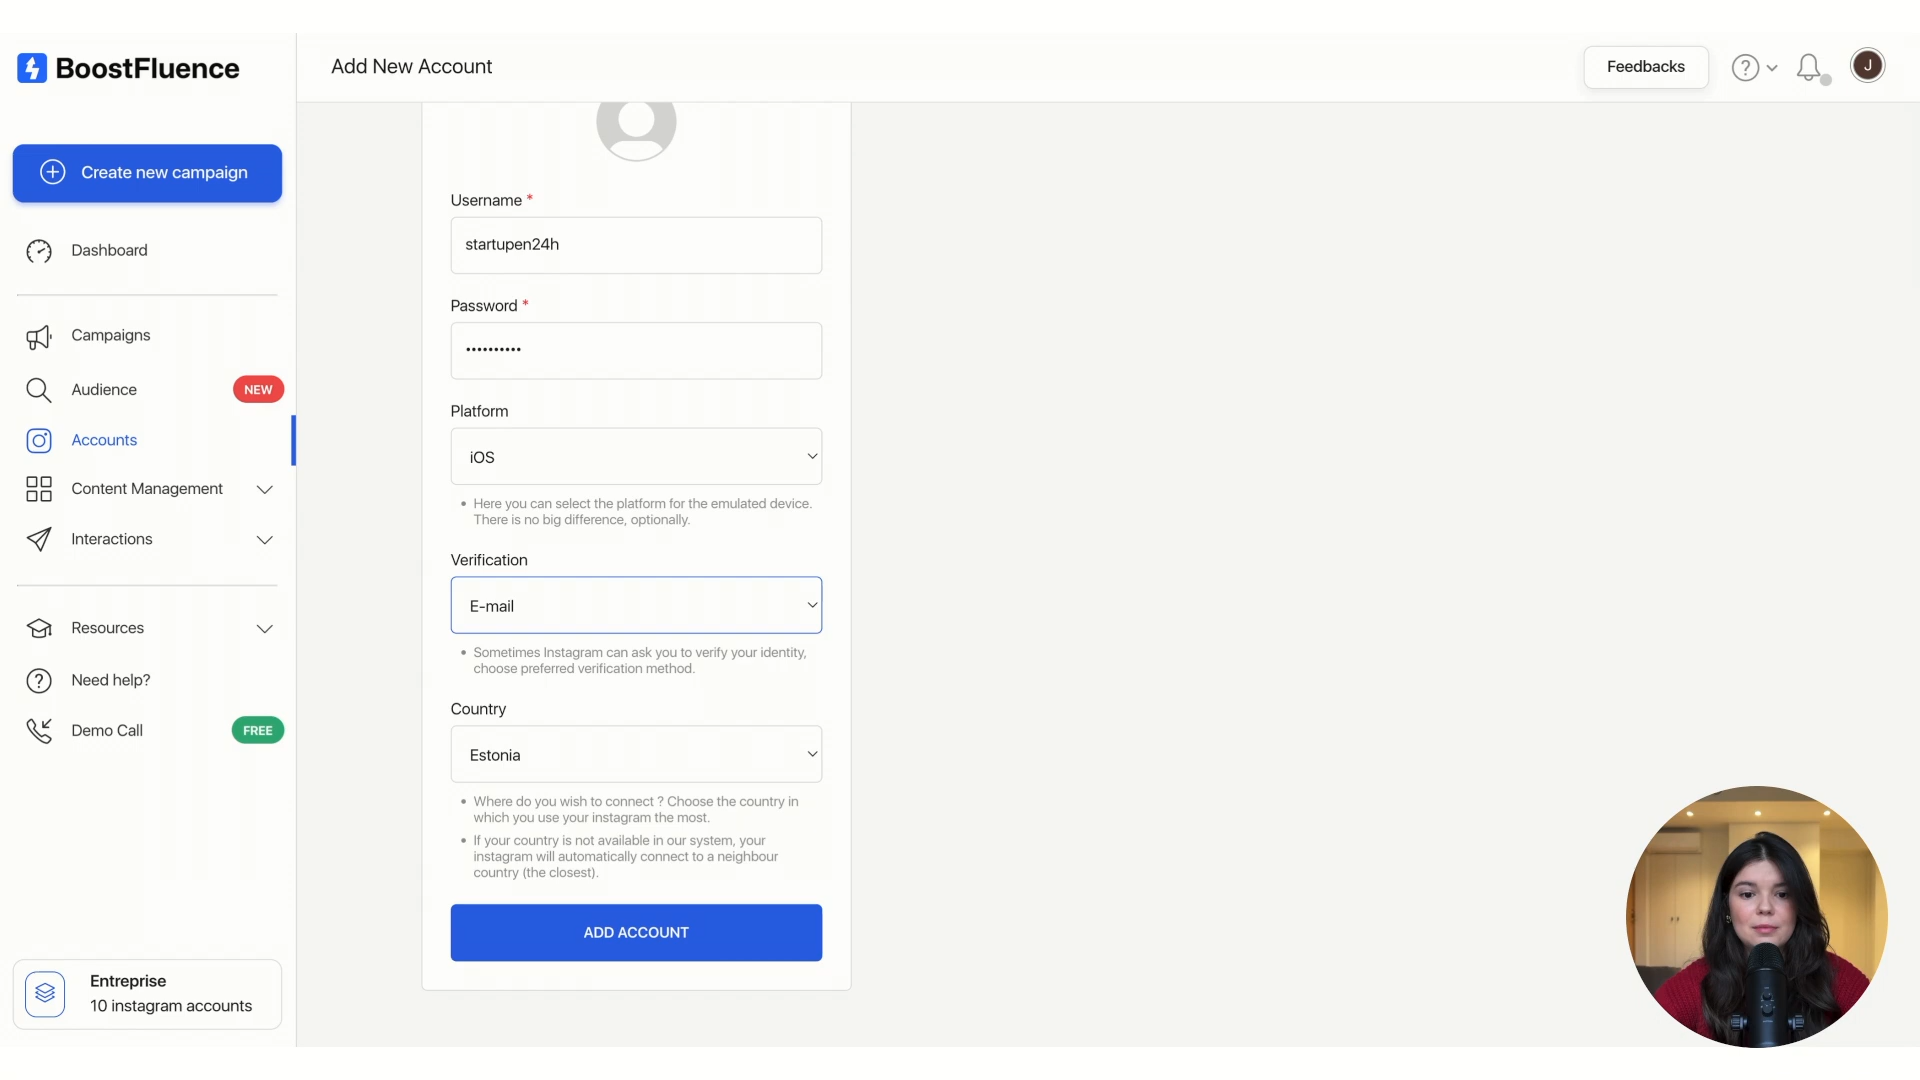 BoostFluence
Add New Account
Feedbacks
?
J
Create new campaign
Dashboard
Campaigns
Audience
NEW
Accounts
Content Management
Interactions
Resources
Need help?
Demo Call
FREE
Entreprise
10 instagram accounts
Username *
startupen24h
Password *
••••••••••
Platform
iOS
• Here you can select the platform for the emulated device.
There is no big difference, optionally.
Verification
E-mail
• Sometimes Instagram can ask you to verify your identity,
choose preferred verification method.
Country
Estonia
• Where do you wish to connect ? Choose the country in
which you use your instagram the most.
• If your country is not available in our system, your
instagram will automatically connect to a neighbour
country (the closest).
ADD ACCOUNT